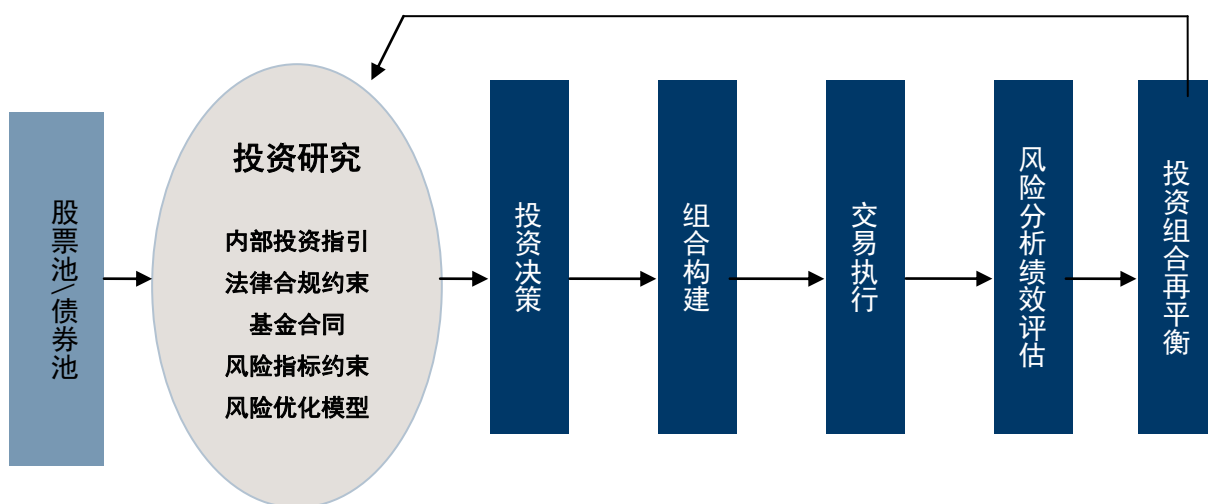 股票池\债券池
投资研究
内部投资指引
法律合规约束
基金合同
风险指标约束
风险优化模型
投资决策
组合构建
交易执行
风险分析绩效评估
投资组合再平衡